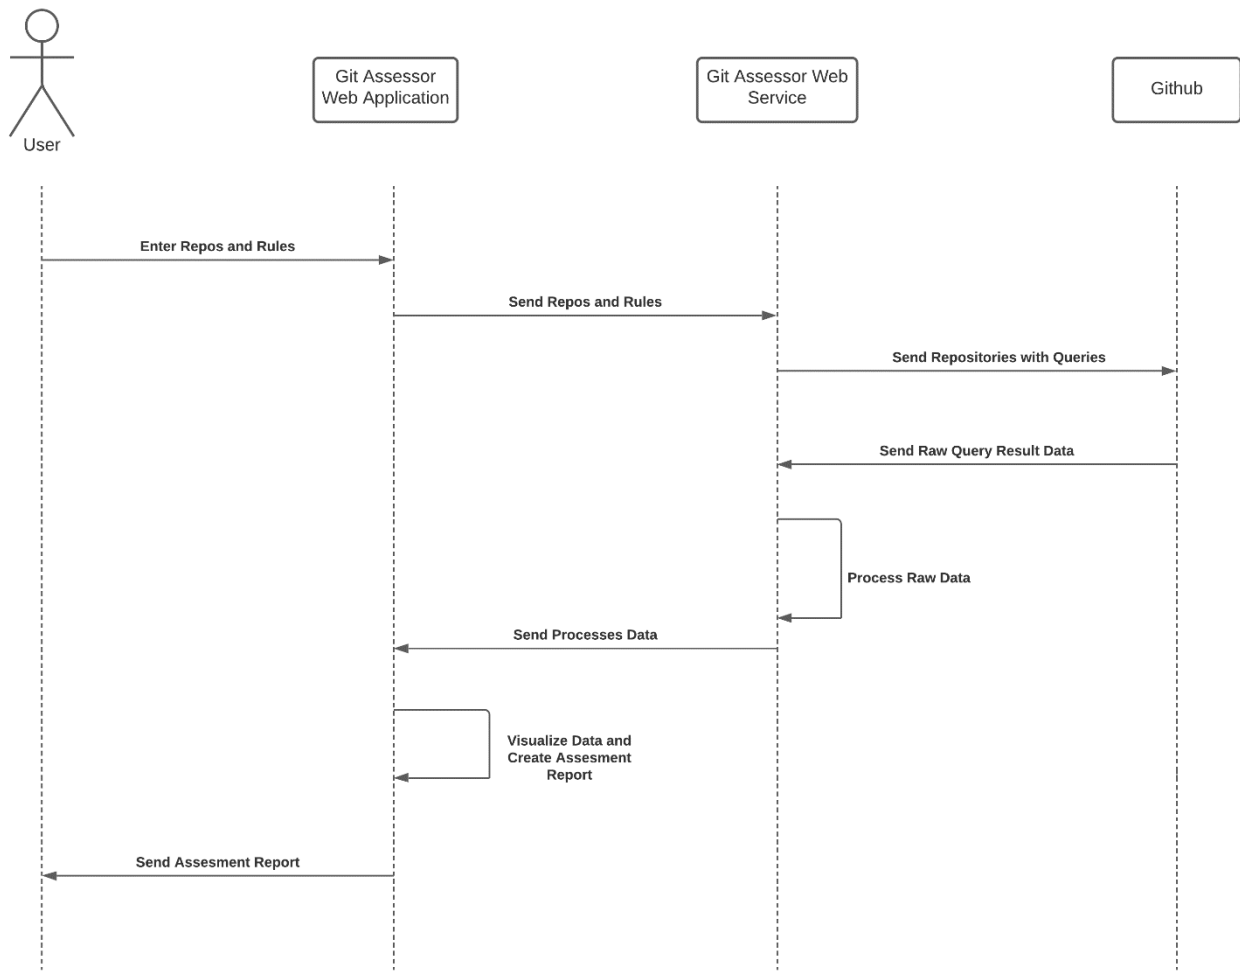 User
Git Assessor
Web Application
Git Assessor Web
Service
Github
Enter Repos and Rules
Send Repos and Rules
Send Repositories with Queries
Send Raw Query Result Data
Process Raw Data
Send Processes Data
Visualize Data and
Create Assesment
Report
Send Assesment Report